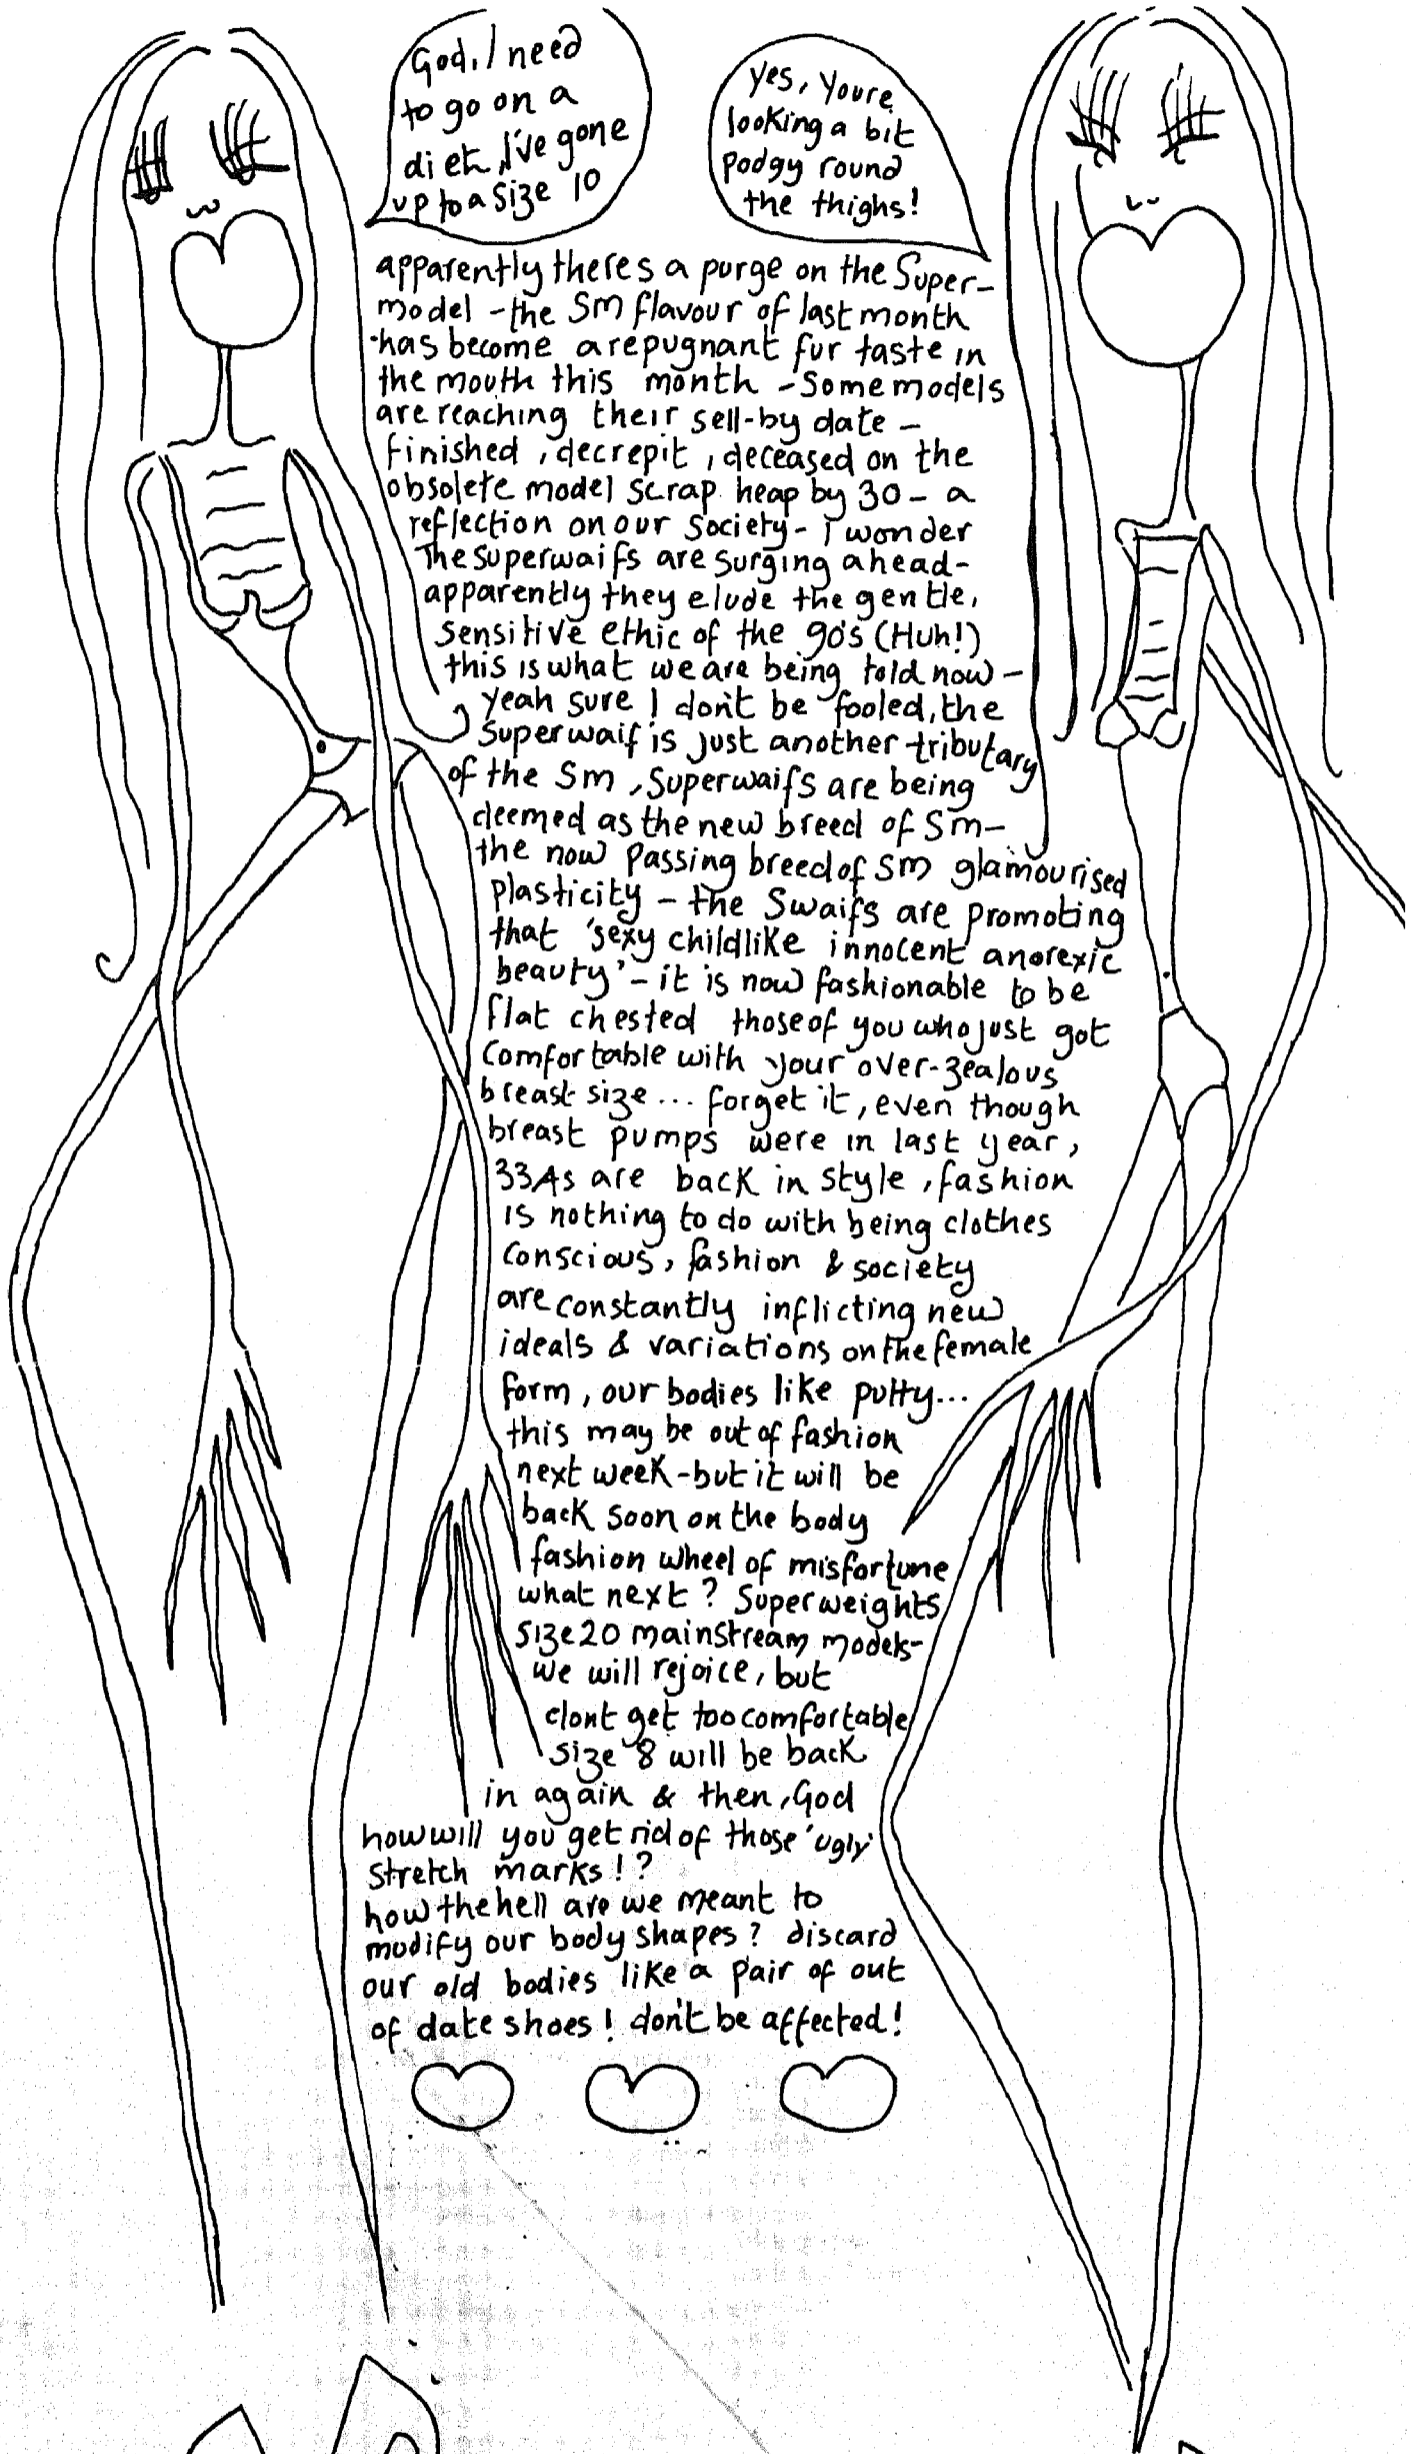 God, I need
to go on a
diet, I've gone
up to a size 10
yes, youre
looking a bit
podgy round
the thighs!
apparently theres a purge on the Super-
model - the Sm flavour of last month
-has become a repugnant fur taste in
the mouth this month - Some models
are reaching their sell-by date -
finished, decrepit, deceased on the
obsolete model scrap heap by 30 - a
reflection on our society - I wonder
The superwaifs are surging ahead-
apparently they elude the gentle,
sensitive ethic of the 90's (Huh!)
this is what we are being told now -
yeah sure ! don't be fooled, the
Superwaif is just another tributary
of the Sm, Superwaifs are being
deemed as the new breed of Sm-
the now passing breed of Sm glamourised
plasticity - the Swaifs are promoting
that 'sexy childlike innocent anorexic
beauty' - it is now fashionable to be
flat chested those of you who just got
comfortable with your over-zealous
breast size... forget it, even though
breast pumps were in last year,
33As are back in style, fashion
is nothing to do with being clothes
conscious, fashion & society
are constantly inflicting new
ideals & variations on the female
form, our bodies like putty...
this may be out of fashion
next week - but it will be
back soon on the body
fashion wheel of misfortune
what next? Superweights
size 20 mainstream models-
we will rejoice, but
dont get too comfortable
size 8 will be back
in again & then, God
how will you get rid of those 'ugly'
stretch marks!?
how the hell are we meant to
modify our body shapes? discard
our old bodies like a pair of out
of date shoes! don't be affected!